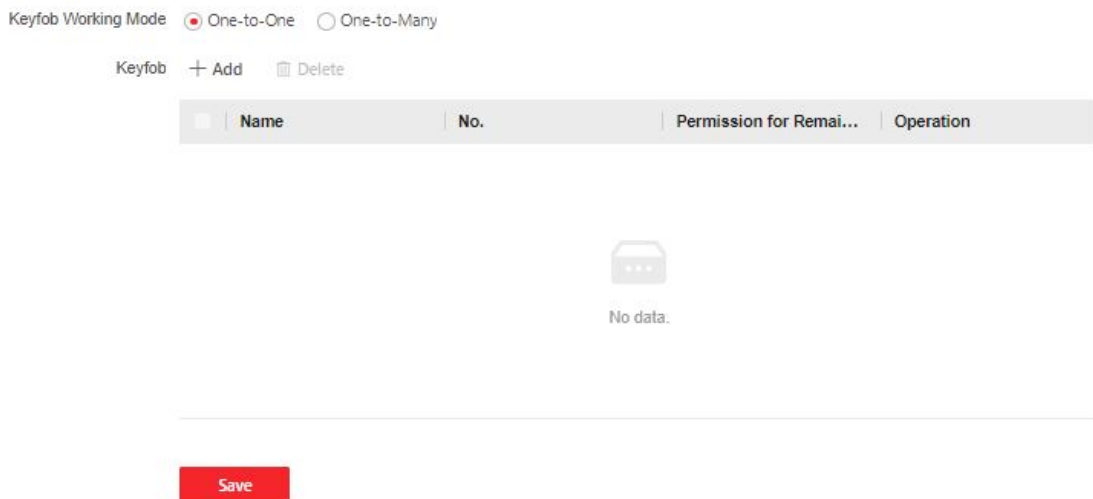 Keyfob Working Mode One-to-One One-to-Many
Keyfob + Add Delete
Name No. Permission for Remai... Operation
No data.
Save